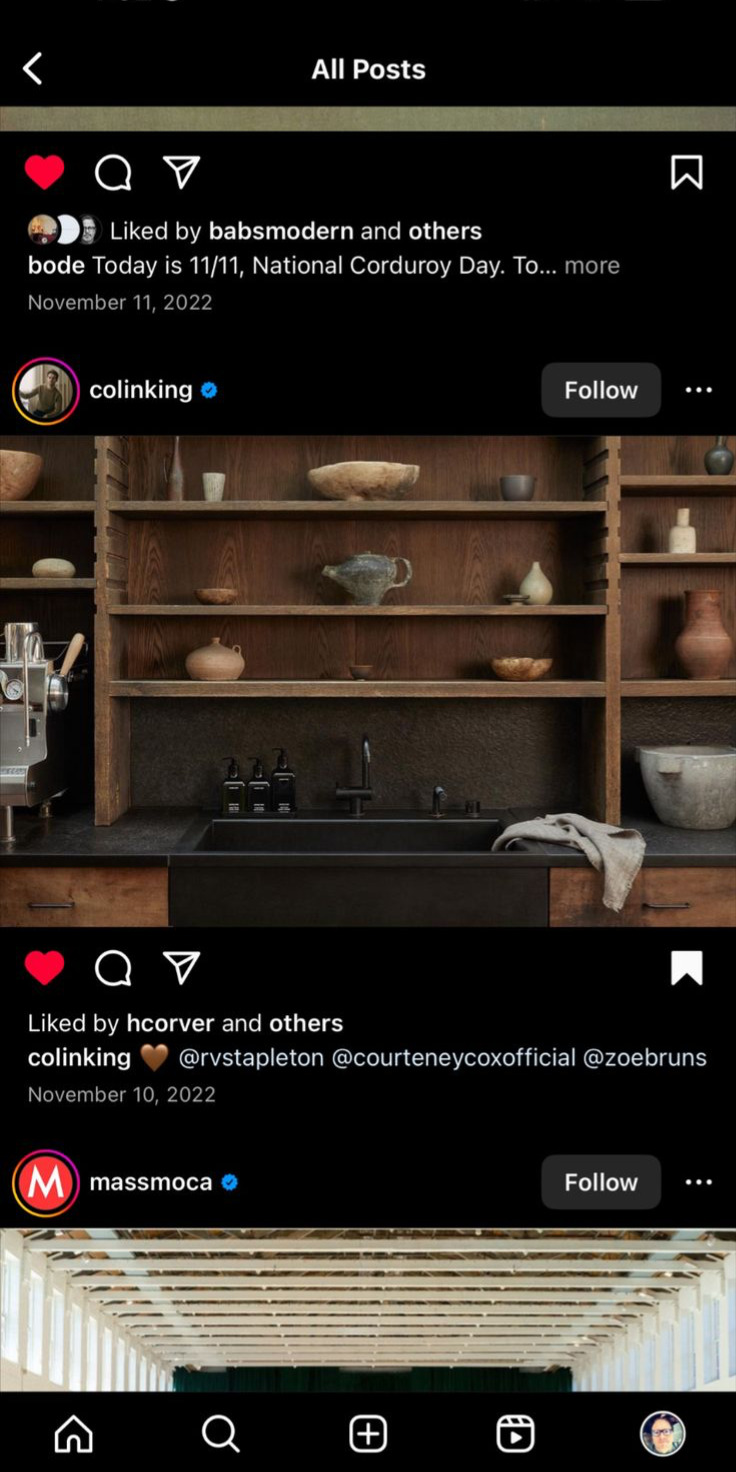 All Posts
Liked by babsmodern and others
bode Today is 11/11, National Corduroy Day. To... more
November 11, 2022
colinking
Follow
Liked by hcorver and others
colinking 🤎 @rvstapleton @courteneycoxofficial @zoebruns
November 10, 2022
M
massmoca
Follow